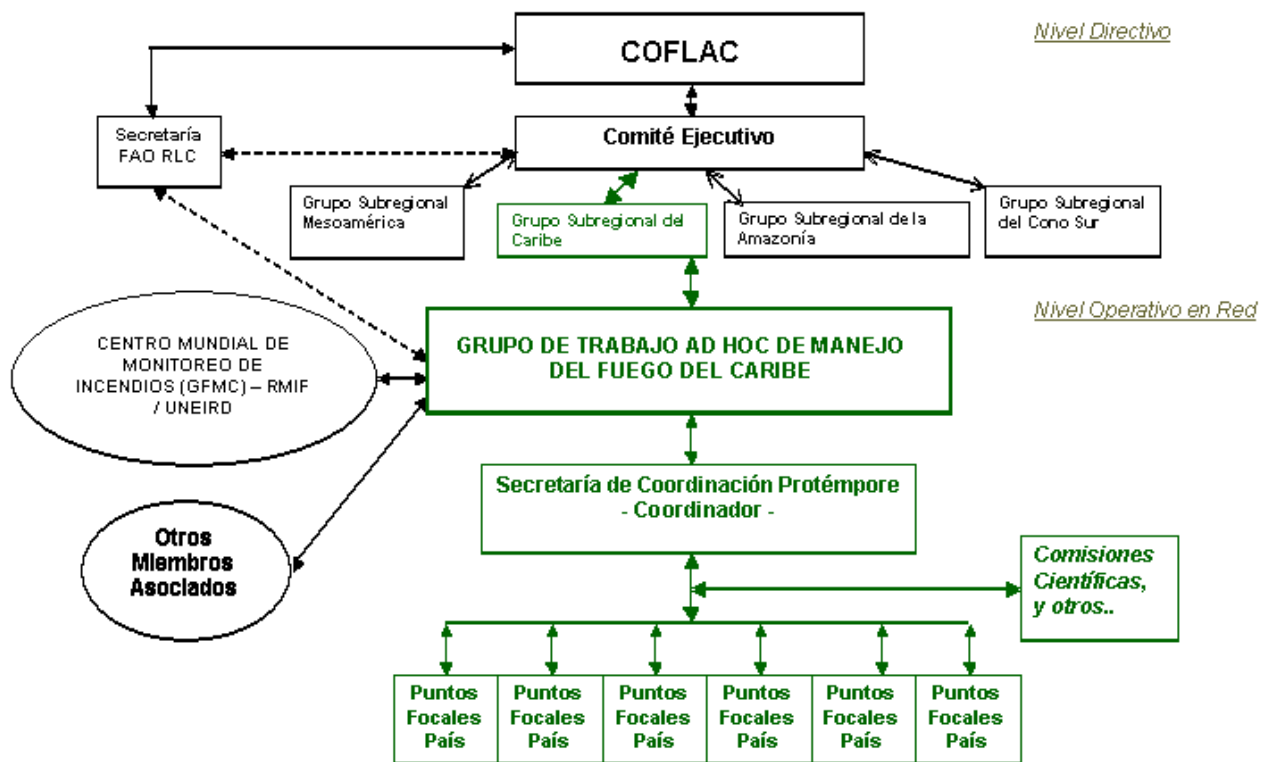 Nivel Directivo
COFLAC
Secretaría
FAO RLC
Comité Ejecutivo
Grupo Subregional
Mesoamérica
Grupo Subregional del
Caribe
Grupo Subregional de la
Amazonía
Grupo Subregional
del Cono Sur
Nivel Operativo en Red
CENTRO MUNDIAL DE
MONITOREO DE
INCENDIOS (GFMC) – RMIF
/ UNEIRD
GRUPO DE TRABAJO AD HOC DE MANEJO
DEL FUEGO DEL CARIBE
Secretaría de Coordinación Protémpore
- Coordinador -
Otros
Miembros
Asociados
Comisiones
Científicas,
y otros..
Puntos
Focales
País
Puntos
Focales
País
Puntos
Focales
País
Puntos
Focales
País
Puntos
Focales
País
Puntos
Focales
País